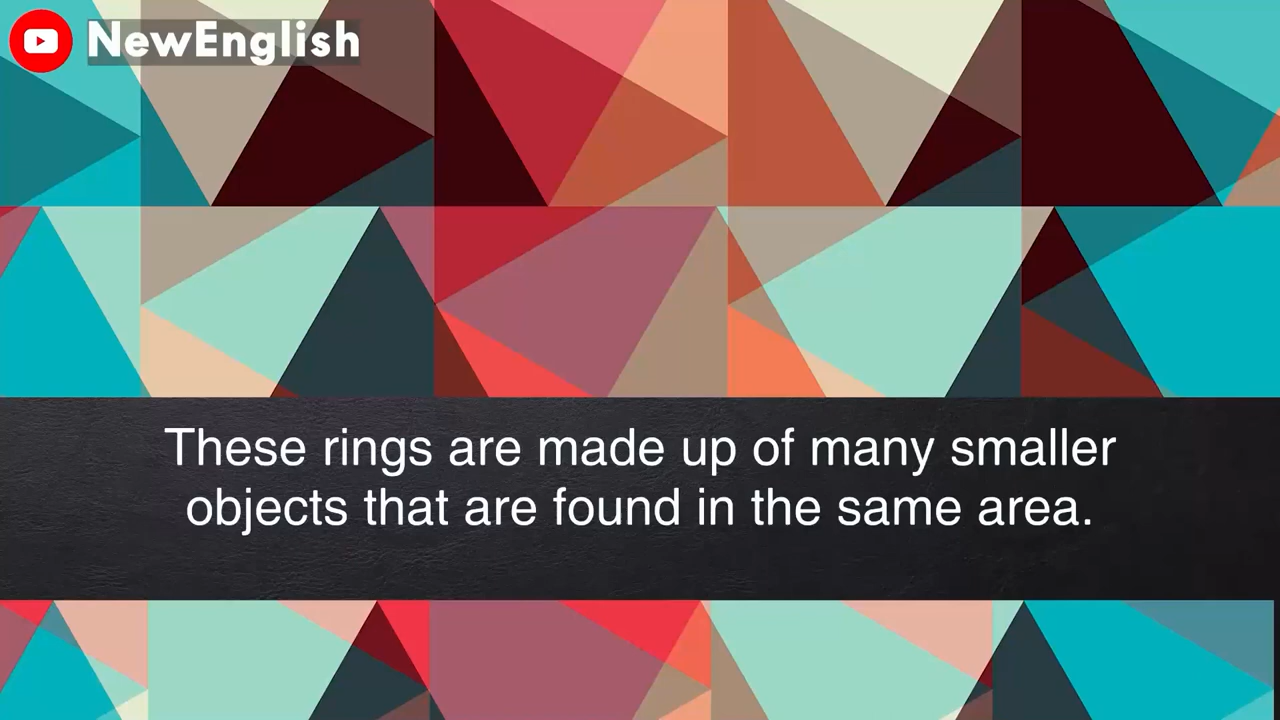 NewEnglish
These rings are made up of many smaller
objects that are found in the same area.